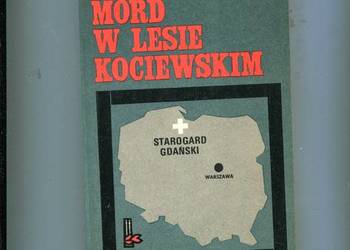 MORD
W LESIE
KOCIEWSKIM
STAROGARD
GDAŃSKI
WARSZAWA